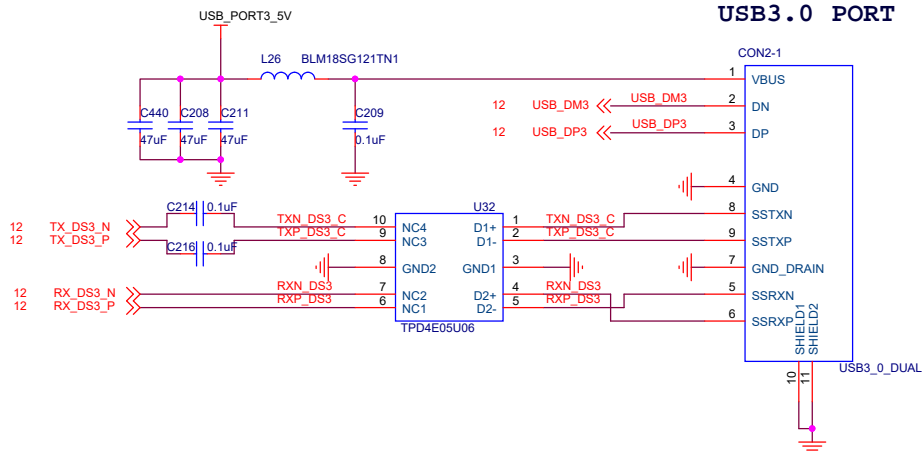 USB3.0 PORT
USB_PORT3_5V
L26 BLM18SG121TN1
CON2-1
C440 C208 C211 C209
47uF 47uF 47uF 0.1uF
1 VBUS
12 USB_DM3 USB_DM3 2 DN
12 USB_DP3 USB_DP3 3 DP
4 GND
C214 0.1uF U32
12 TX_DS3_N TXN_DS3_C 10 NC4 D1+ 1 TXN_DS3_C 8 SSTXN
12 TX_DS3_P TXP_DS3_C 9 NC3 D1- 2 TXP_DS3_C 9 SSTXP
C216 0.1uF
8 GND2 GND1 3 7 GND_DRAIN
12 RX_DS3_N RXN_DS3 7 NC2 D2+ 4 RXN_DS3 5 SSRXN
12 RX_DS3_P RXP_DS3 6 NC1 D2- 5 RXP_DS3 6 SSRXP
TPD4E05U06
SHIELD1
SHIELD2
USB3_0_DUAL
10
11